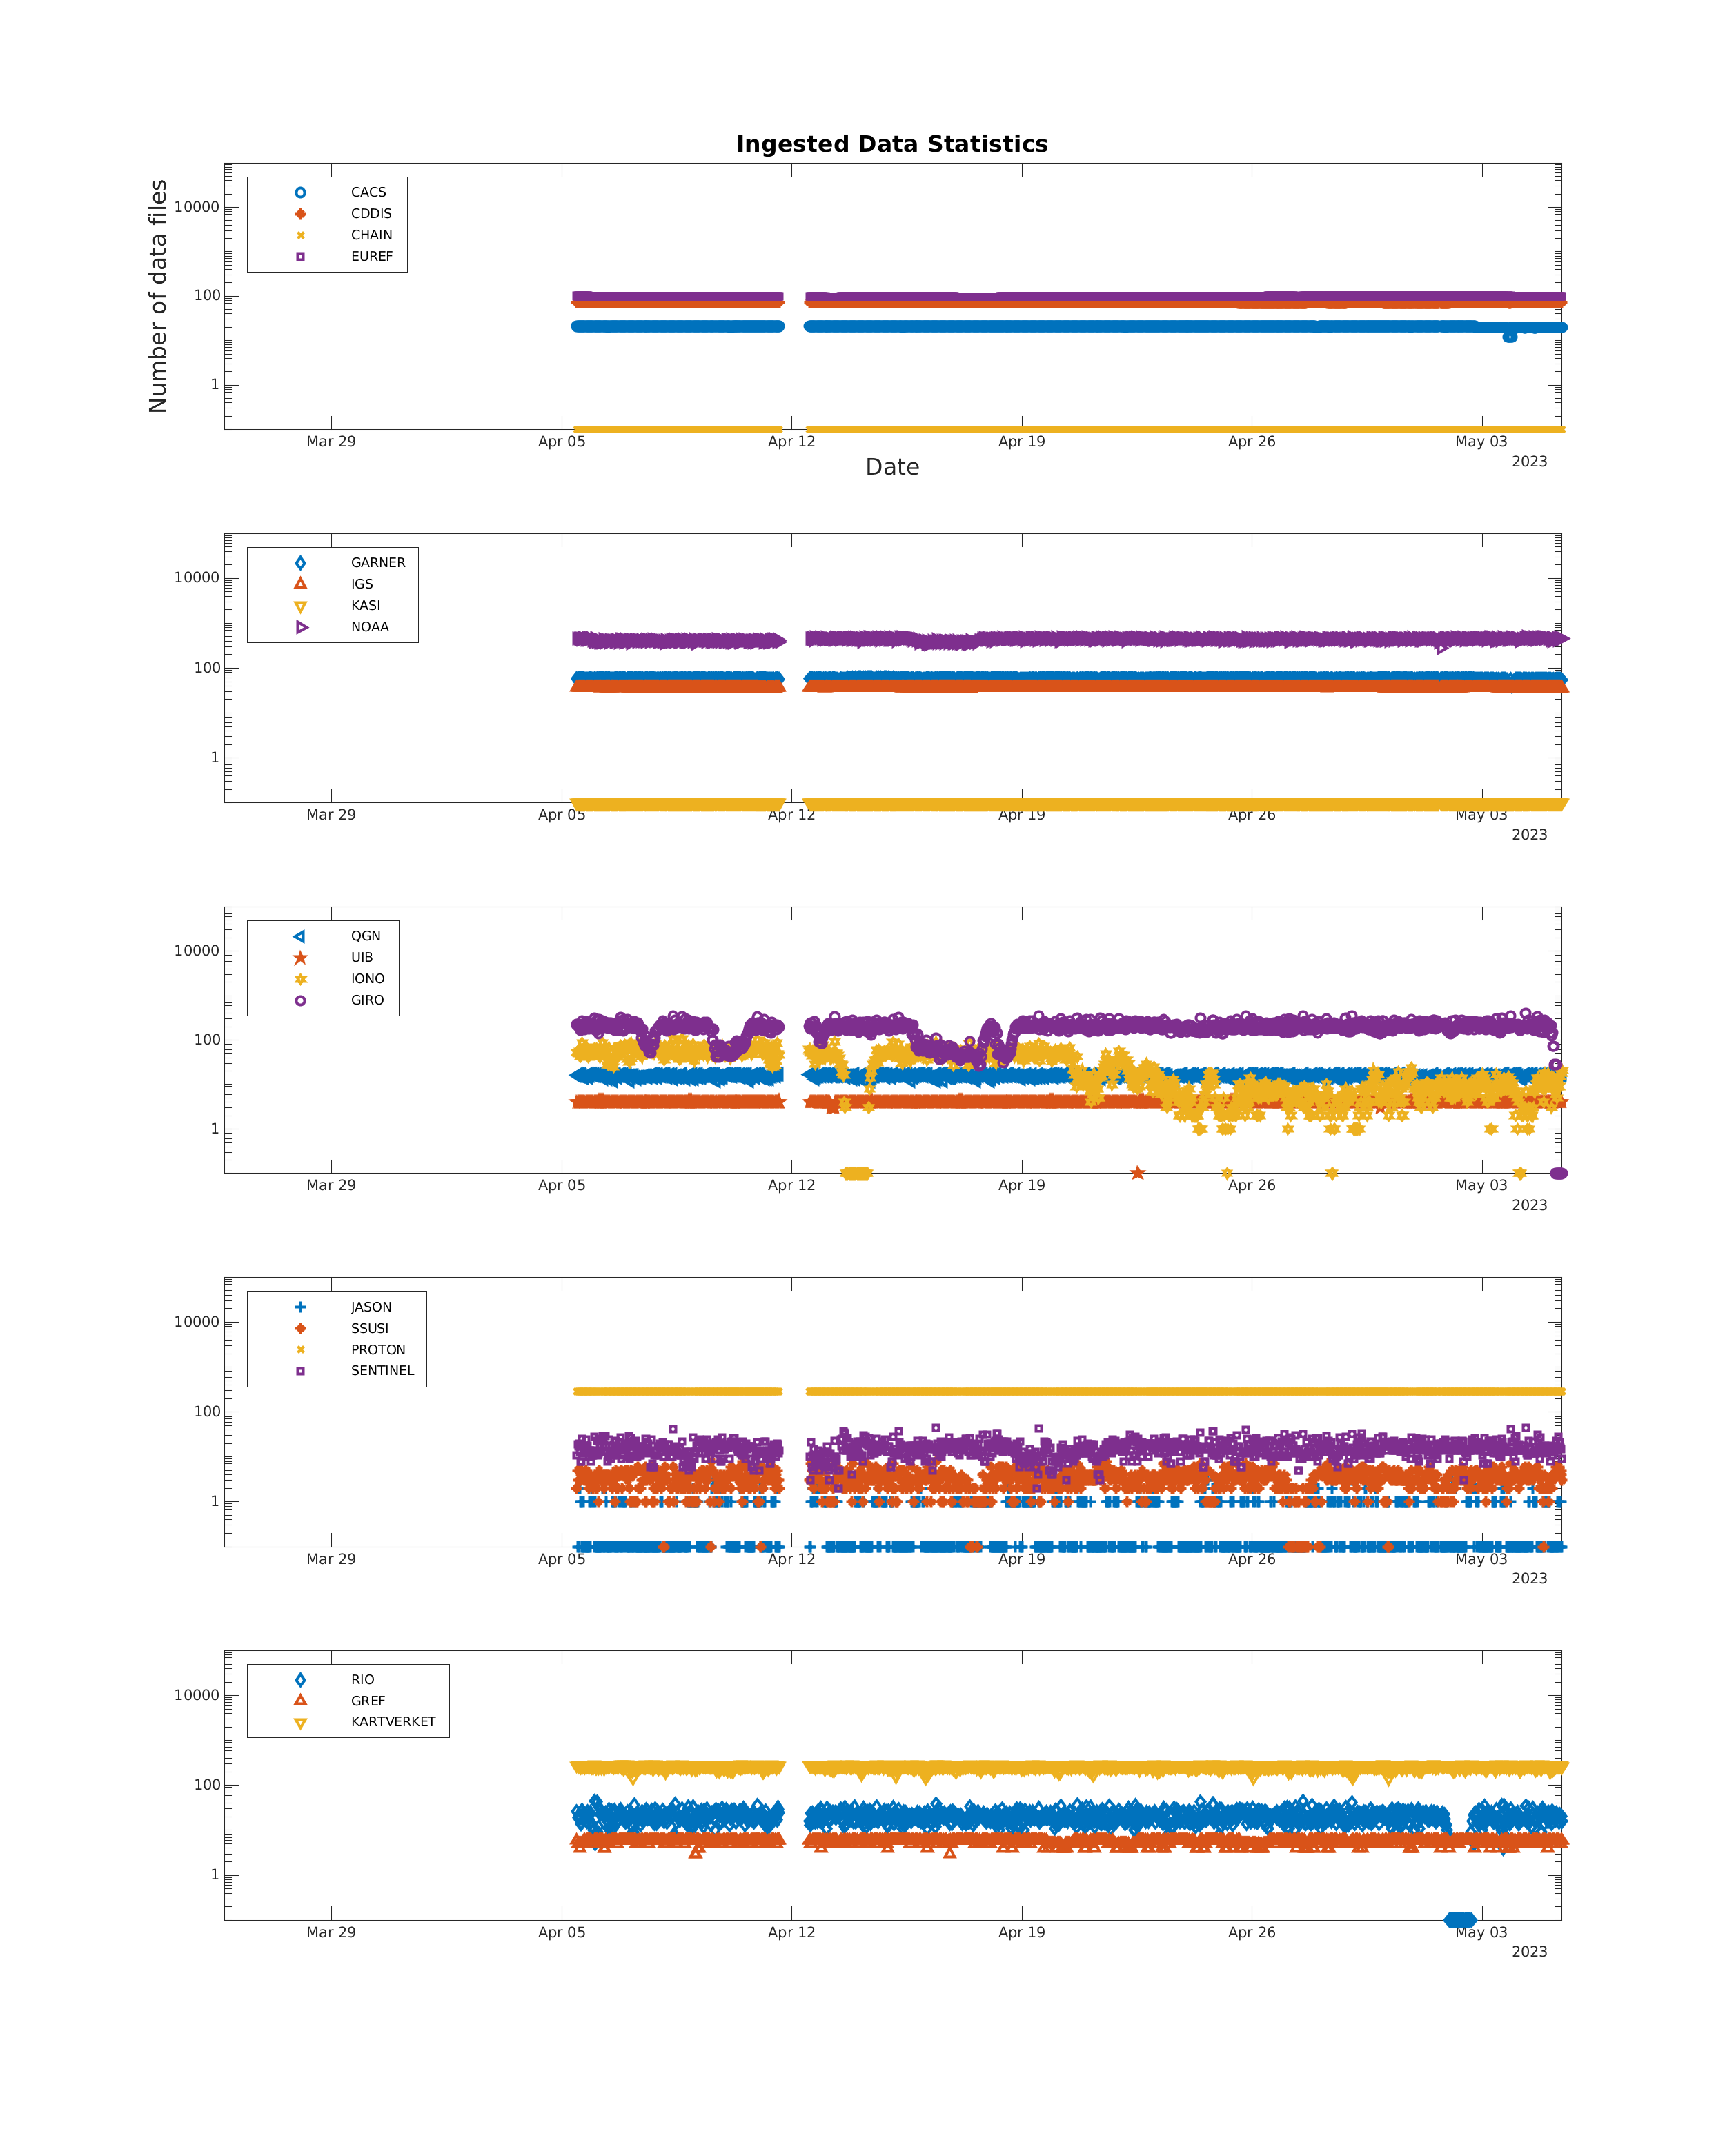 Ingested Data Statistics
Number of data files
CACS
CDDIS
CHAIN
EUREF
10000
100
1
Mar 29 Apr 05 Apr 12 Apr 19 Apr 26 May 03
2023
Date
GARNER
IGS
KASI
NOAA
10000
100
1
Mar 29 Apr 05 Apr 12 Apr 19 Apr 26 May 03
2023
QGN
UIB
IONO
GIRO
10000
100
1
Mar 29 Apr 05 Apr 12 Apr 19 Apr 26 May 03
2023
JASON
SSUSI
PROTON
SENTINEL
10000
100
1
Mar 29 Apr 05 Apr 12 Apr 19 Apr 26 May 03
2023
RIO
GREF
KARTVERKET
10000
100
1
Mar 29 Apr 05 Apr 12 Apr 19 Apr 26 May 03
2023